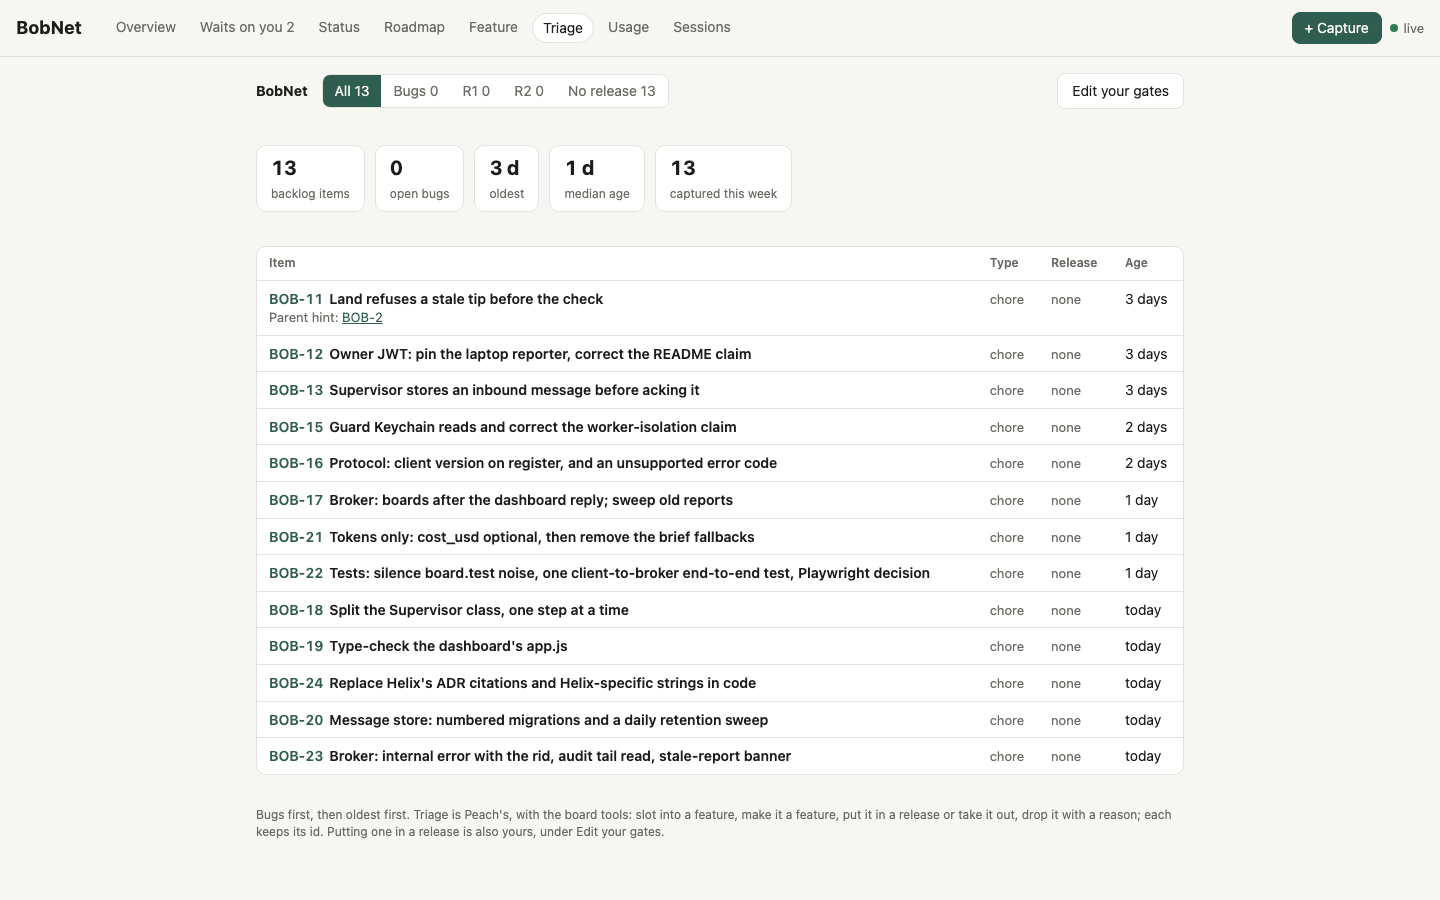 BobNet Overview Waits on you 2 Status Roadmap Feature Triage Usage Sessions + Capture live
BobNet All 13 Bugs 0 R1 0 R2 0 No release 13 Edit your gates
13 0 3 d 1 d 13
backlog items open bugs oldest median age captured this week
Item Type Release Age
BOB-11 Land refuses a stale tip before the check chore none 3 days
Parent hint: BOB-2
BOB-12 Owner JWT: pin the laptop reporter, correct the README claim chore none 3 days
BOB-13 Supervisor stores an inbound message before acking it chore none 3 days
BOB-15 Guard Keychain reads and correct the worker-isolation claim chore none 2 days
BOB-16 Protocol: client version on register, and an unsupported error code chore none 2 days
BOB-17 Broker: boards after the dashboard reply; sweep old reports chore none 1 day
BOB-21 Tokens only: cost_usd optional, then remove the brief fallbacks chore none 1 day
BOB-22 Tests: silence board.test noise, one client-to-broker end-to-end test, Playwright decision chore none 1 day
BOB-18 Split the Supervisor class, one step at a time chore none today
BOB-19 Type-check the dashboard's app.js chore none today
BOB-24 Replace Helix's ADR citations and Helix-specific strings in code chore none today
BOB-20 Message store: numbered migrations and a daily retention sweep chore none today
BOB-23 Broker: internal error with the rid, audit tail read, stale-report banner chore none today
Bugs first, then oldest first. Triage is Peach's, with the board tools: slot into a feature, make it a feature, put it in a release or take it out, drop it with a reason; each
keeps its id. Putting one in a release is also yours, under Edit your gates.